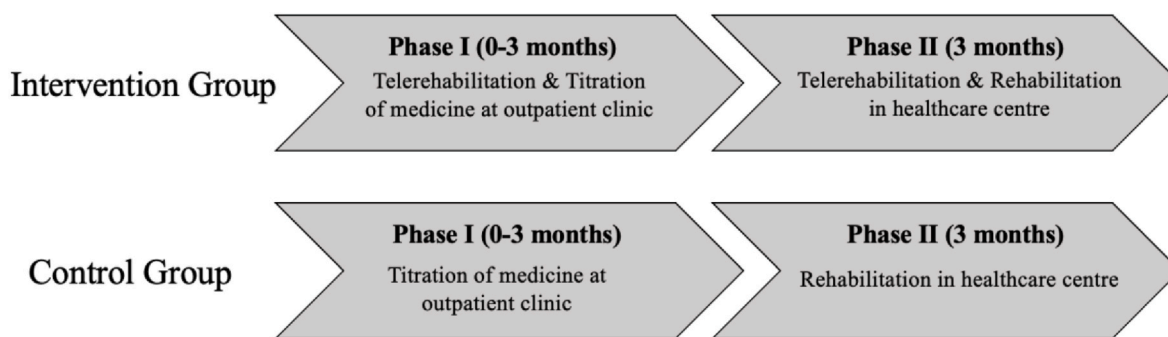 Intervention Group
Phase I (0-3 months)
Telerehabilitation & Titration
of medicine at outpatient clinic
Phase II (3 months)
Telerehabilitation & Rehabilitation
in healthcare centre
Control Group
Phase I (0-3 months)
Titration of medicine at
outpatient clinic
Phase II (3 months)
Rehabilitation in healthcare centre